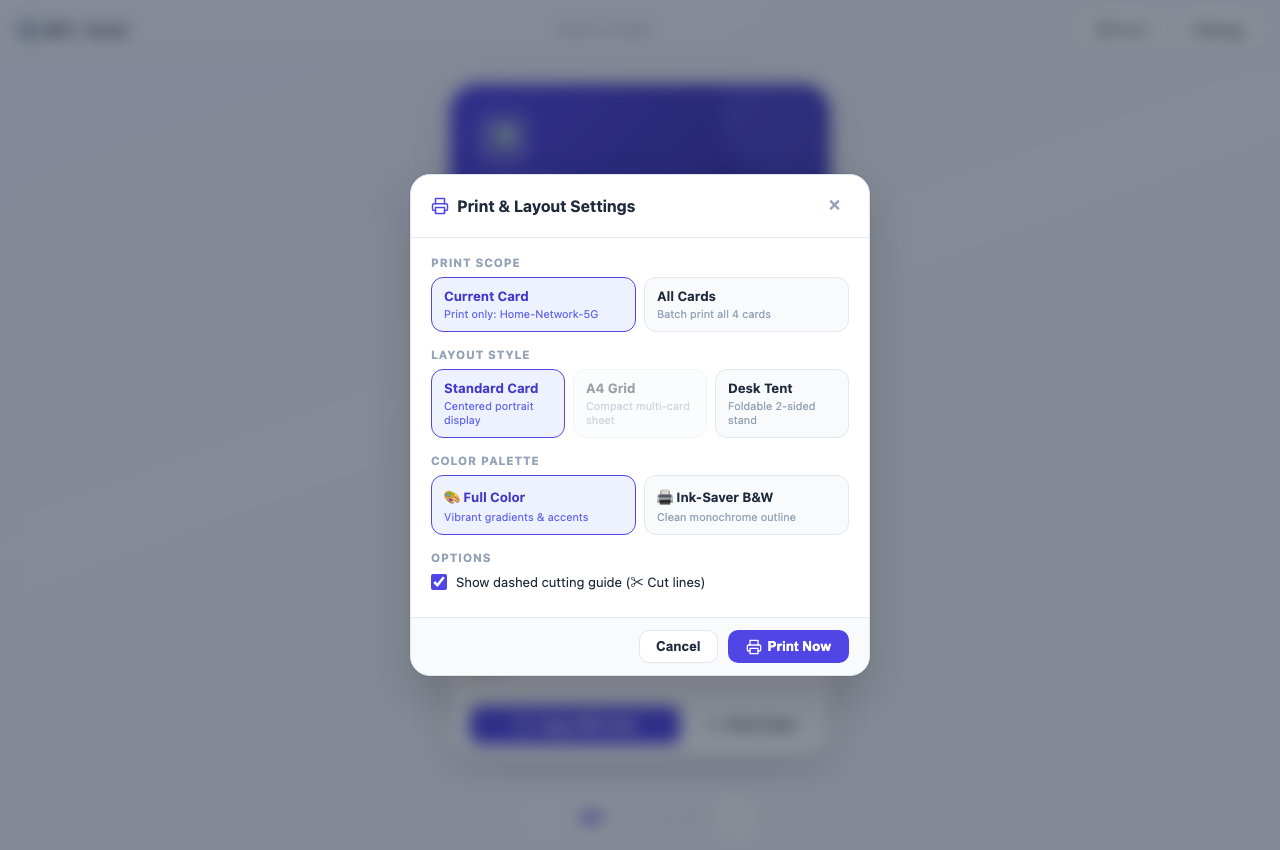 Print & Layout Settings
PRINT SCOPE
Current Card
Print only: Home-Network-5G
All Cards
Batch print all 4 cards
LAYOUT STYLE
Standard Card
Centered portrait
display
A4 Grid
Compact multi-card
sheet
Desk Tent
Foldable 2-sided
stand
COLOR PALETTE
🎨 Full Color
Vibrant gradients & accents
🖨️ Ink-Saver B&W
Clean monochrome outline
OPTIONS
Show dashed cutting guide (✂ Cut lines)
Cancel
Print Now